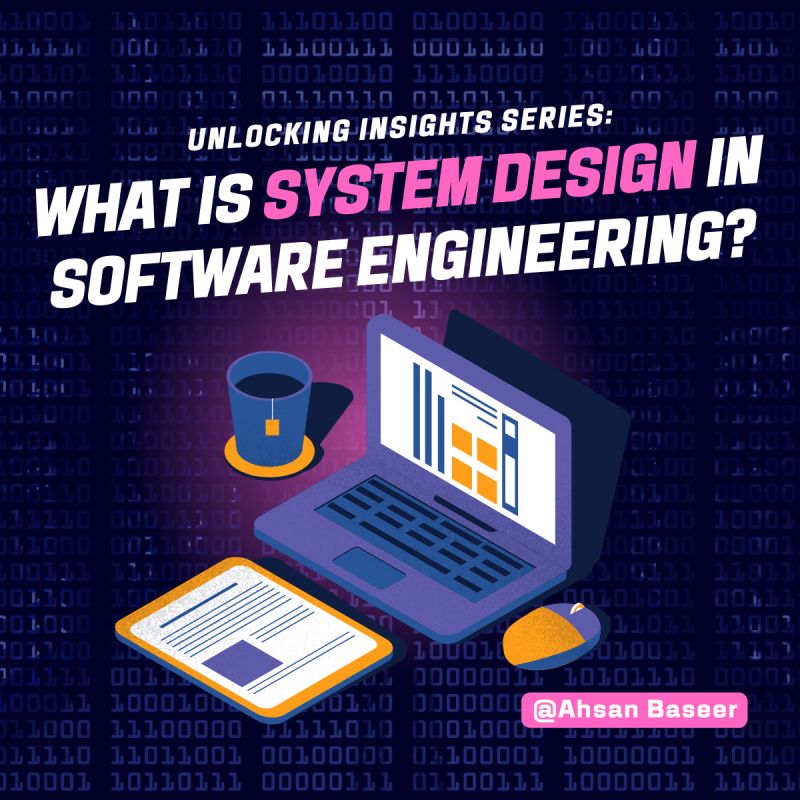 UNLOCKING INSIGHTS SERIES:
WHAT IS SYSTEM DESIGN IN
SOFTWARE ENGINEERING?
@Ahsan Baseer